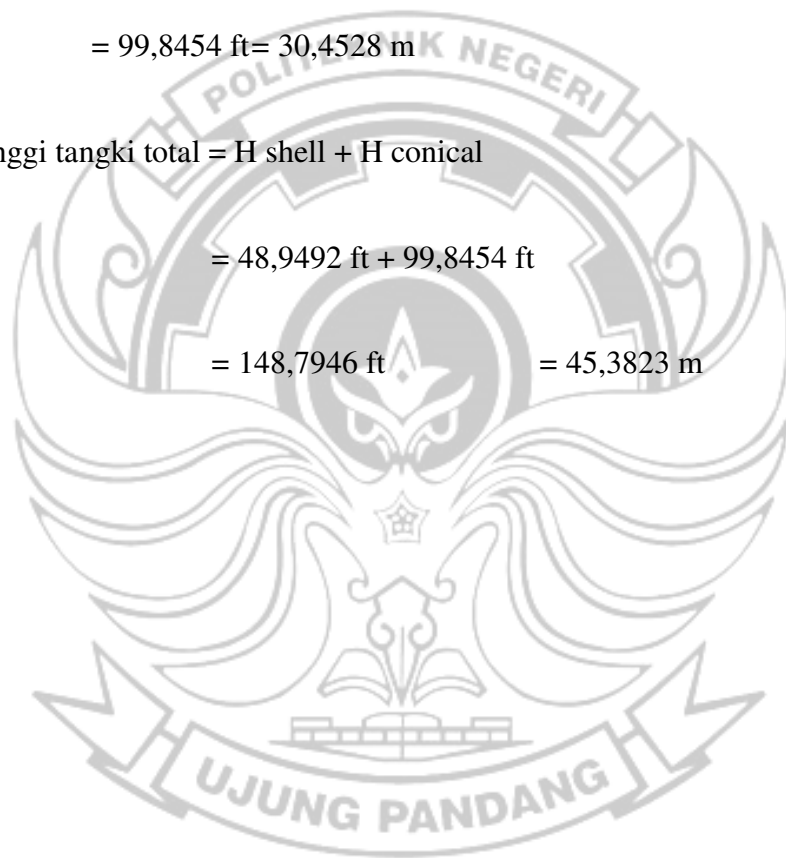 = 99,8454 ft= 30,4528 m
POLITEKNIK NEGERI
nggi tangki total = H shell + H conical
= 48,9492 ft + 99,8454 ft
= 148,7946 ft = 45,3823 m
UJUNG PANDANG